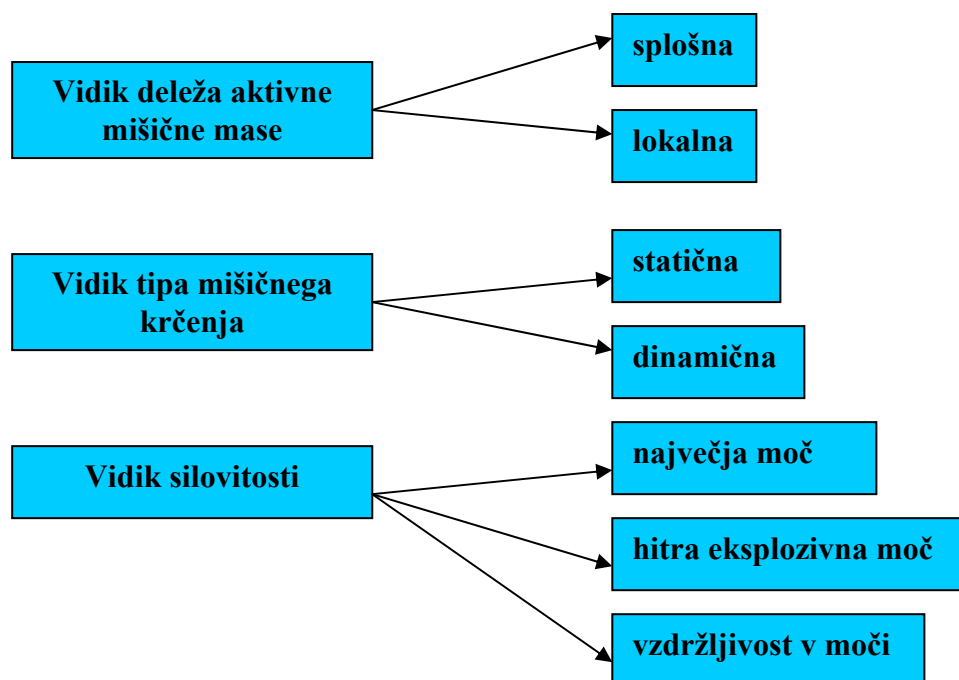 Vidik deleža aktivne
mišične mase
splošna
lokalna
Vidik tipa mišičnega
krčenja
statična
dinamična
Vidik silovitosti
največja moč
hitra eksplozivna moč
vzdržljivost v moči